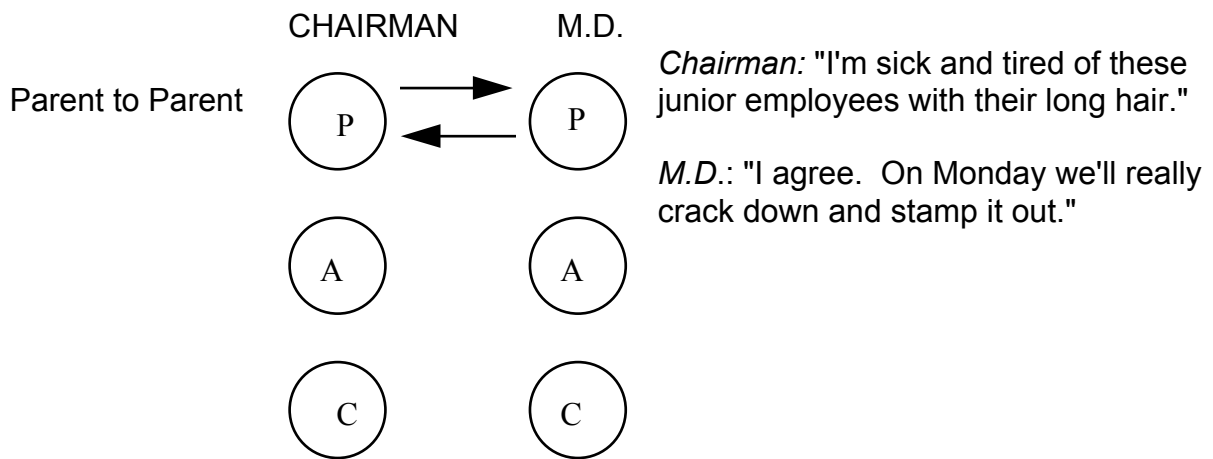 CHAIRMAN M.D.
Parent to Parent
P P
Chairman: "I'm sick and tired of these
junior employees with their long hair."
M.D.: "I agree. On Monday we'll really
crack down and stamp it out."
A A
C C